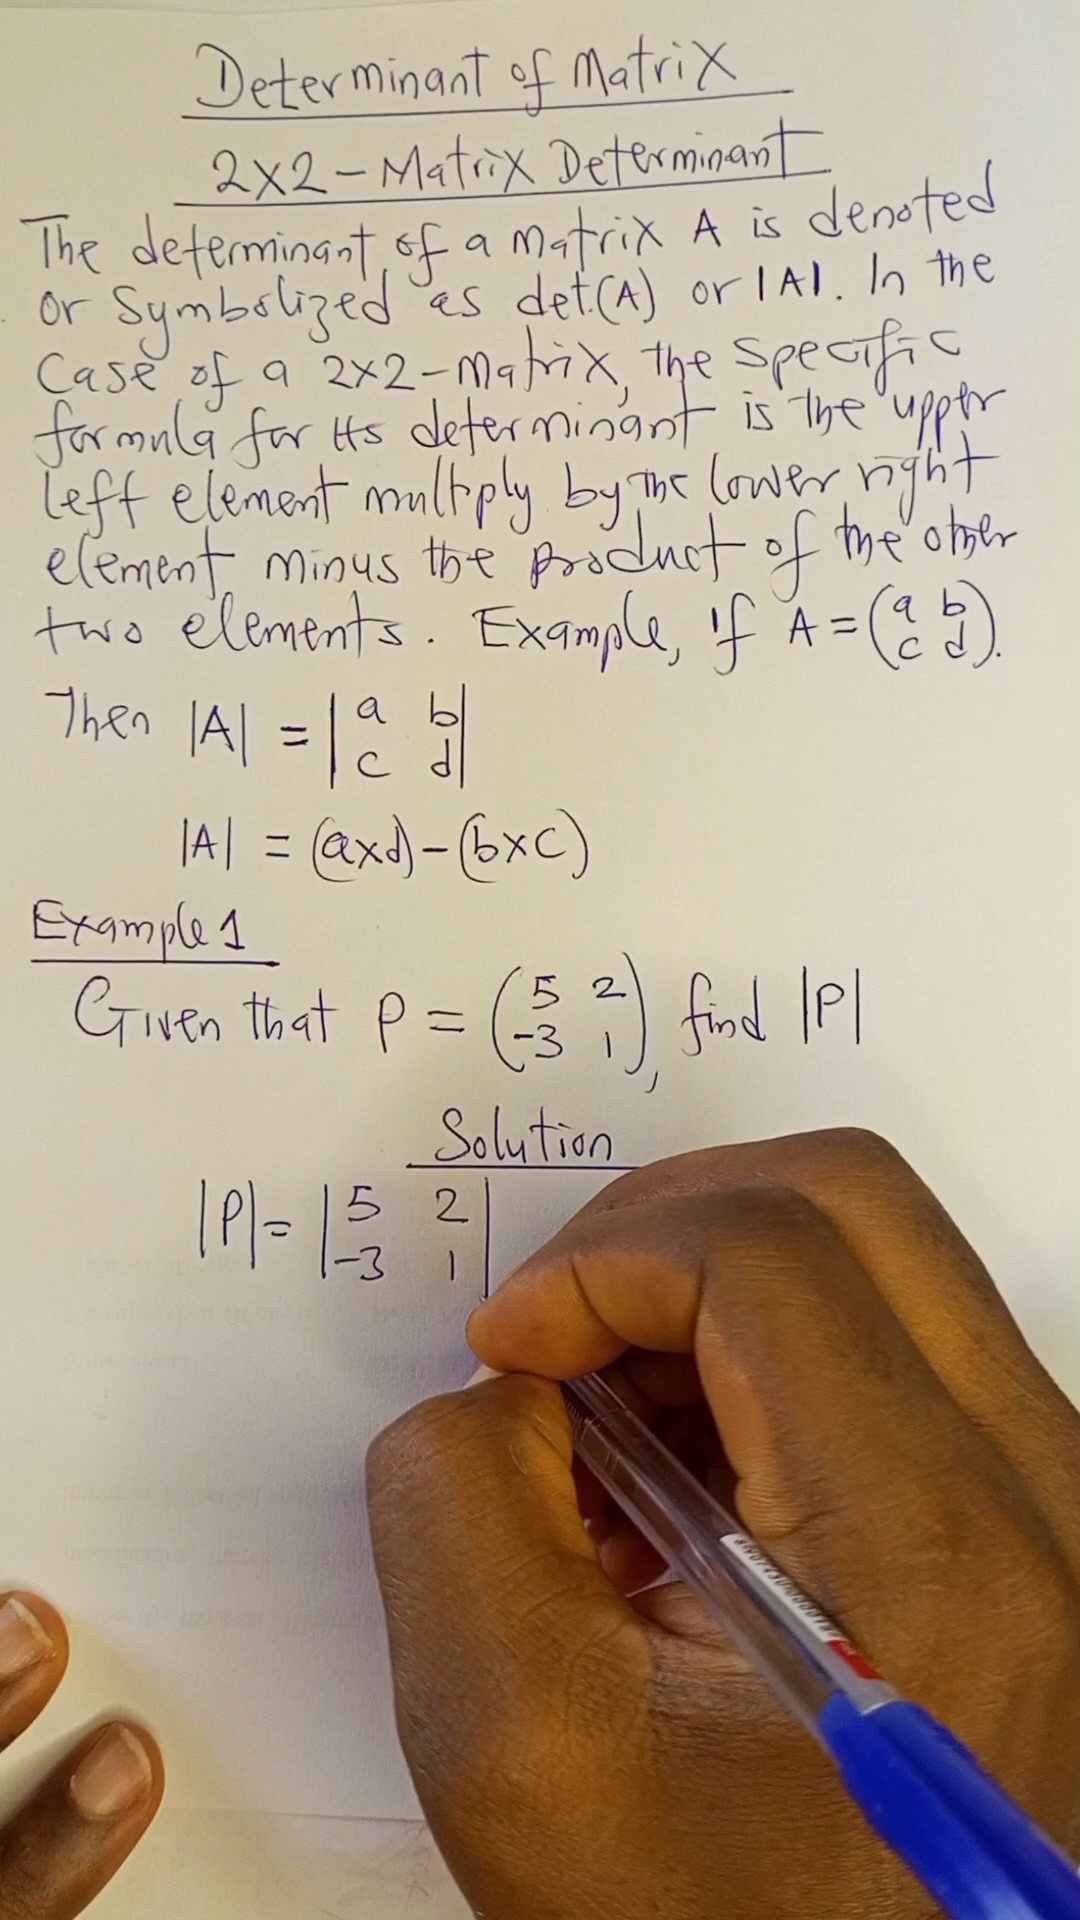 Determinant of Matrix
2x2-Matrix Determinant
The determinant of a Matrix A is denoted
or Symbolized as det.(A) or |A|. In the
Case of a 2x2-Matrix, the specific
formula for its determinant is the upper
left element multiply by the lower right
element minus the product of the other
two elements. Example, if A = (a b
c d).
Then |A| = |a b
c d|
|A| = (axd)-(bxc)
Example 1
Given that P = (5 2
-3 1), find |P|
Solution
|P| = |5 2
-3 1|